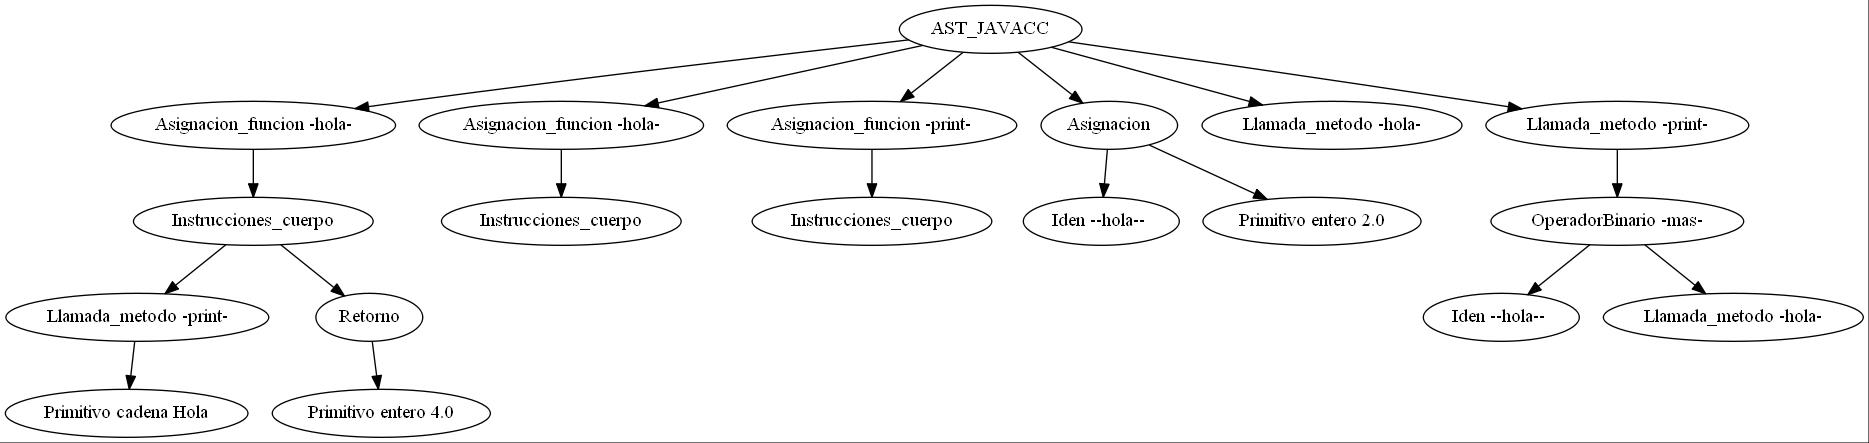 AST_JAVACC
Asignacion_funcion -hola-
Asignacion_funcion -hola-
Asignacion_funcion -print-
Asignacion
Llamada_metodo -hola-
Llamada_metodo -print-
Instrucciones_cuerpo
Instrucciones_cuerpo
Instrucciones_cuerpo
Iden --hola--
Primitivo entero 2.0
OperadorBinario -mas-
Llamada_metodo -print-
Retorno
Iden --hola--
Llamada_metodo -hola-
Primitivo cadena Hola
Primitivo entero 4.0